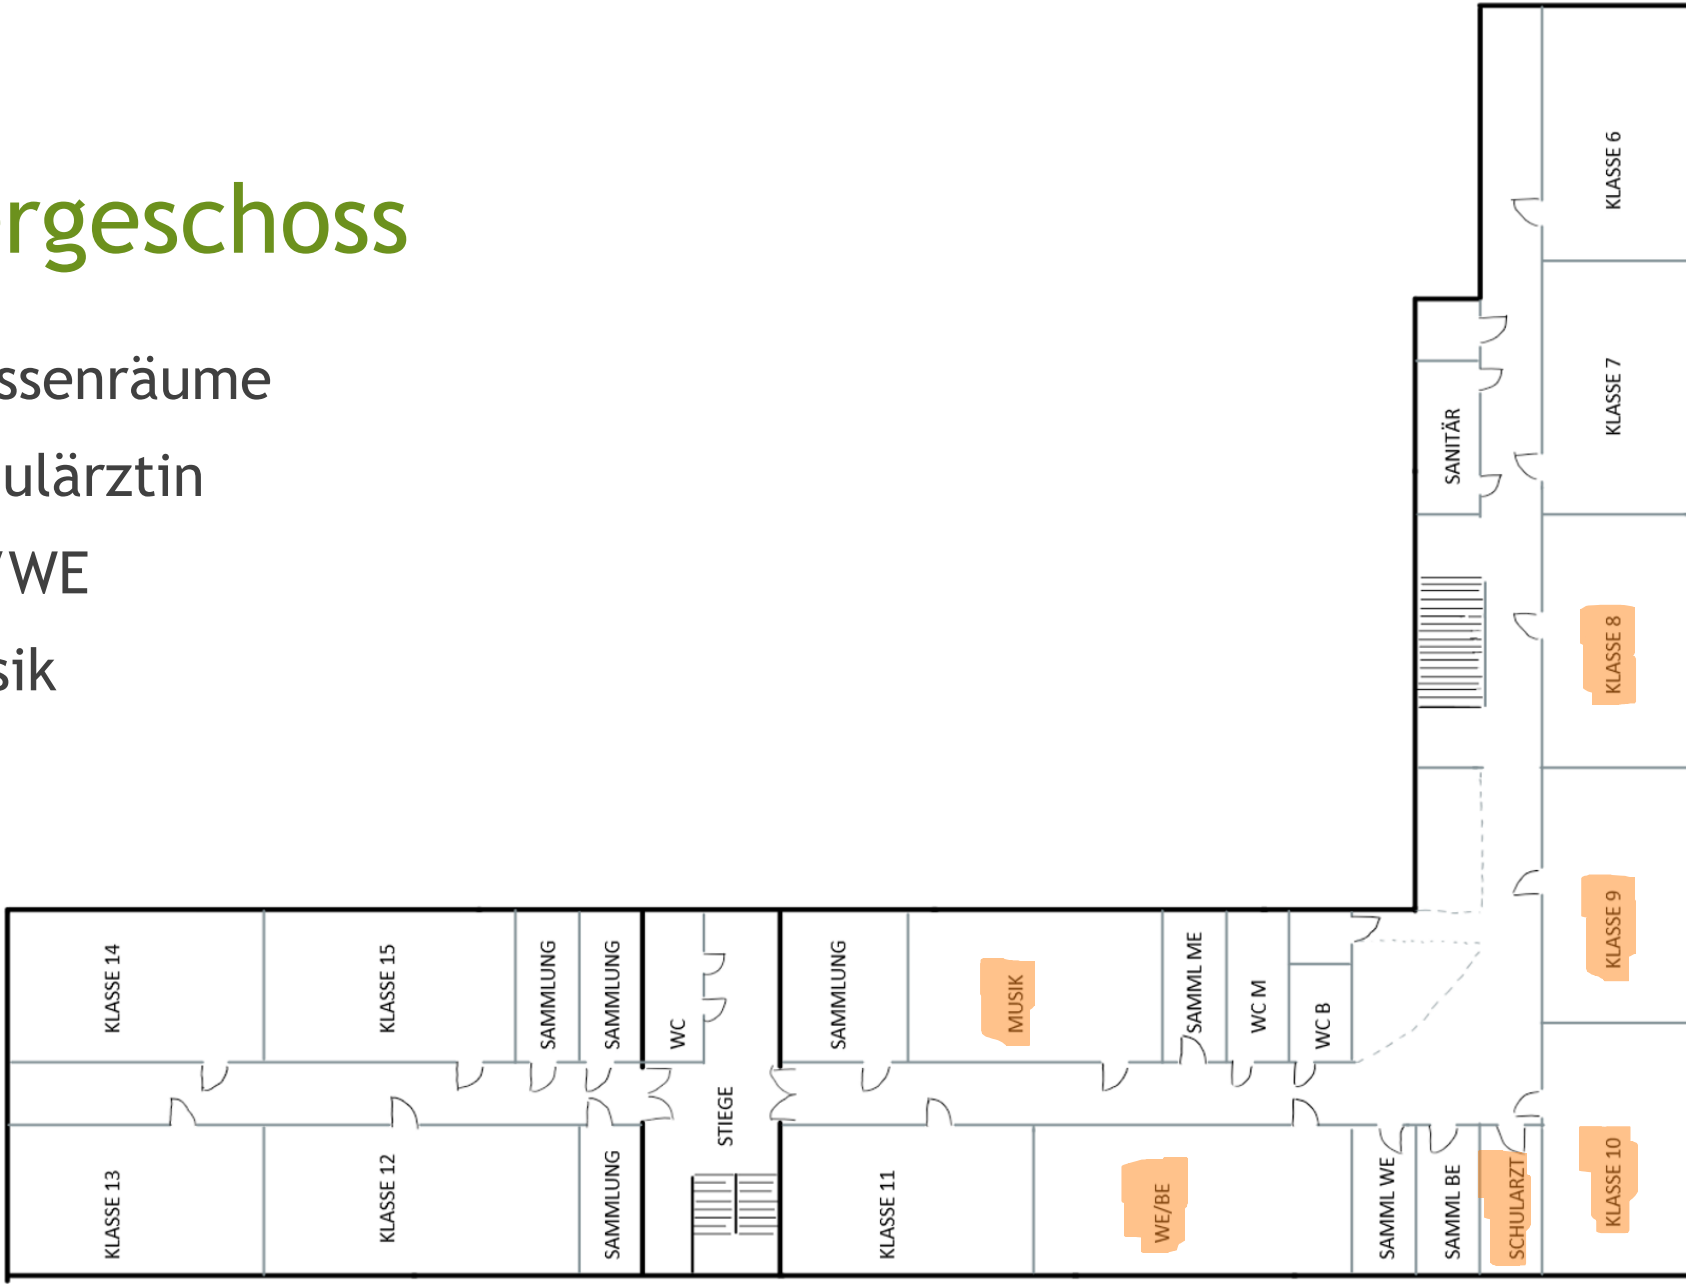 rgeschoss
ssenräume
ulärztin
/WE
sik
KLASSE 6
KLASSE 7
SANITÄR
KLASSE 8
KLASSE 9
KLASSE 14
KLASSE 15
SAMMLUNG
SAMMLUNG
WC
SAMMLUNG
MUSIK
SAMML ME
WC M
WC B
STIEGE
KLASSE 13
KLASSE 12
SAMMLUNG
KLASSE 11
WE/BE
SAMML WE
SAMML BE
SCHULARZT
KLASSE 10